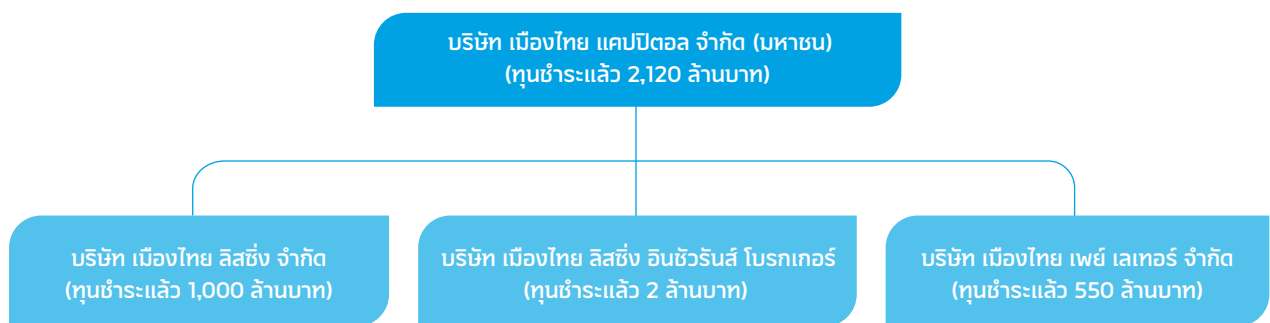 บริษัท เมืองไทย แคปปิตอล จำกัด (มหาชน)
(ทุนชำระแล้ว 2,120 ล้านบาท)
บริษัท เมืองไทย ลิสซิ่ง จำกัด
(ทุนชำระแล้ว 1,000 ล้านบาท)
บริษัท เมืองไทย ลิสซิ่ง อินชัวรันส์ โบรกเกอร์
(ทุนชำระแล้ว 2 ล้านบาท)
บริษัท เมืองไทย เพย์ เลเทอร์ จำกัด
(ทุนชำระแล้ว 550 ล้านบาท)